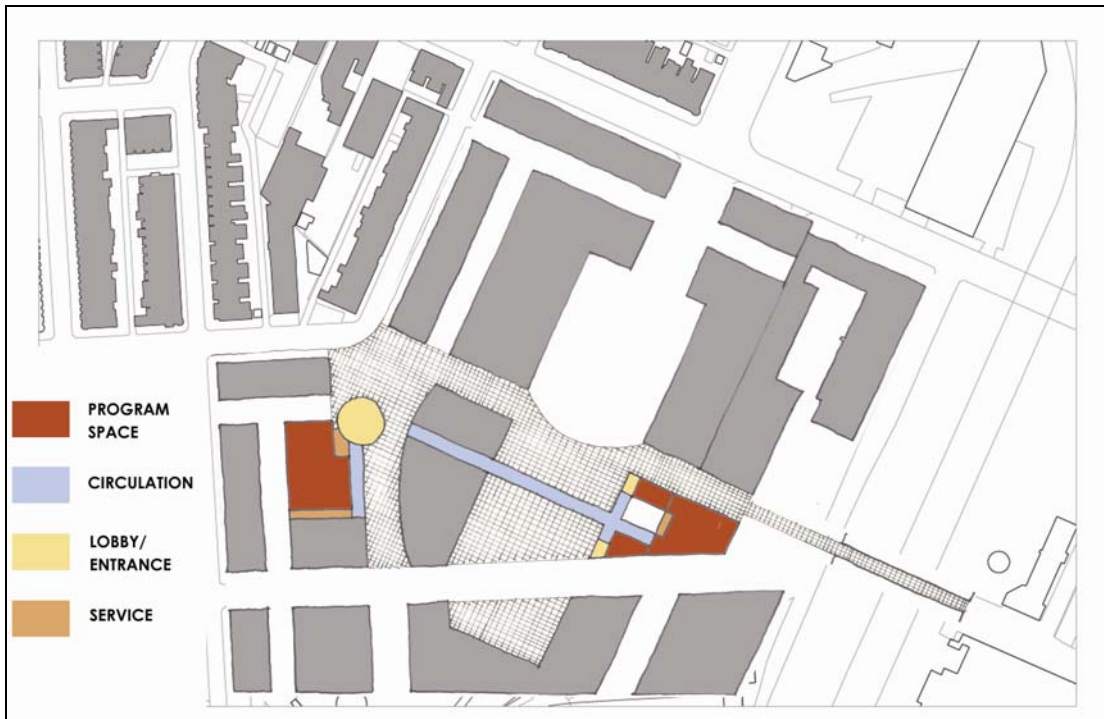 PROGRAM
SPACE
CIRCULATION
LOBBY/
ENTRANCE
SERVICE